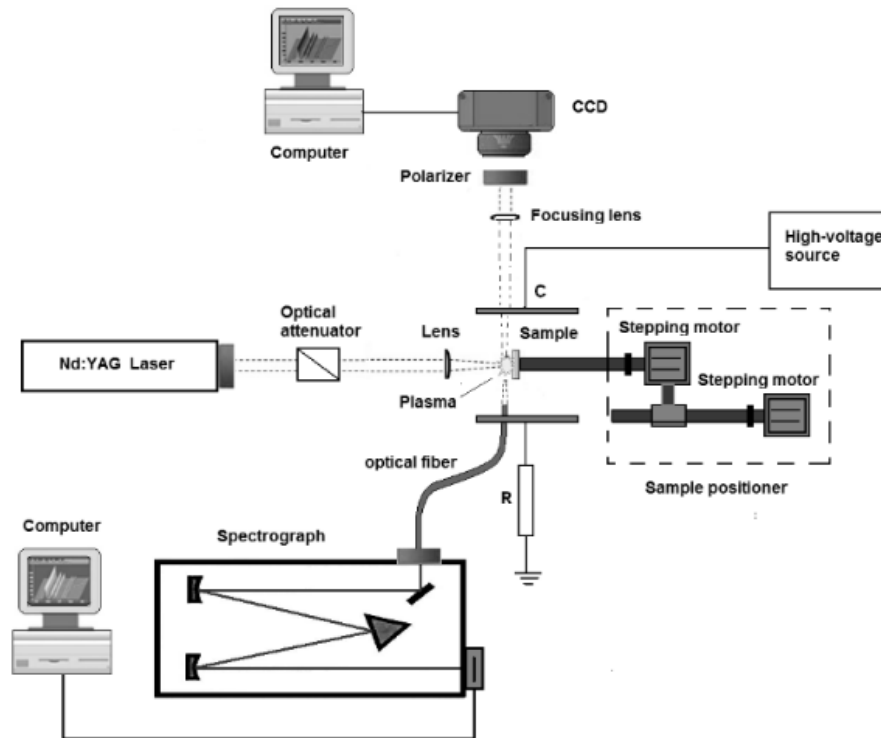 CCD
Computer
Polarizer
Focusing lens
High-voltage
source
C
Optical
attenuator
Lens
Sample
Stepping motor
Nd:YAG Laser
Stepping motor
Plasma
optical fiber
R
Sample positioner
Computer
Spectrograph